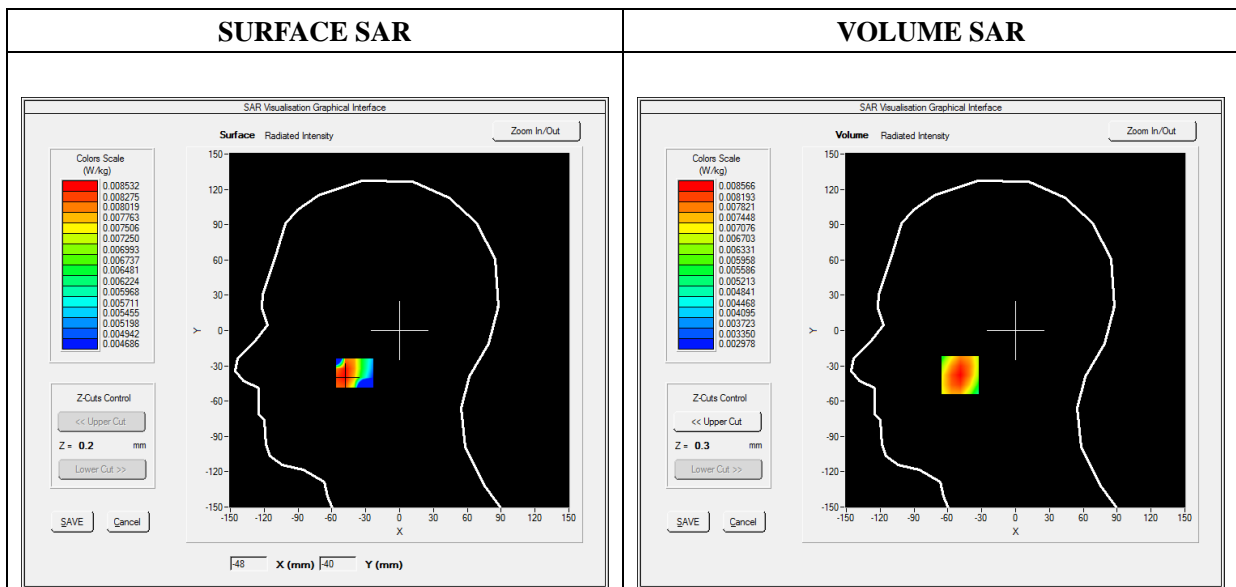 SURFACE SAR
VOLUME SAR
SAR Visualisation Graphical Interface
Surface Radiated Intensity
Zoom In/Out
Colors Scale
(W/kg)
0.008532
0.008275
0.008019
0.007763
0.007506
0.007250
0.006993
0.006737
0.006481
0.006224
0.005968
0.005711
0.005455
0.005198
0.004942
0.004686
Z-Cuts Control
<< Upper Cut
Z = 0.2 mm
Lower Cut >>
SAVE Cancel
150
120
90
60
30
0
-30
-60
-90
-120
-150
Y
-150 -120 -90 -60 -30 0 30 60 90 120 150
X
-48 X (mm) -40 Y (mm)
SAR Visualisation Graphical Interface
Volume Radiated Intensity
Zoom In/Out
Colors Scale
(W/kg)
0.008566
0.008193
0.007821
0.007448
0.007076
0.006703
0.006331
0.005958
0.005586
0.005213
0.004841
0.004468
0.004095
0.003723
0.003350
0.002978
Z-Cuts Control
<< Upper Cut
Z = 0.3 mm
Lower Cut >>
SAVE Cancel
150
120
90
60
30
0
-30
-60
-90
-120
-150
Y
-150 -120 -90 -60 -30 0 30 60 90 120 150
X